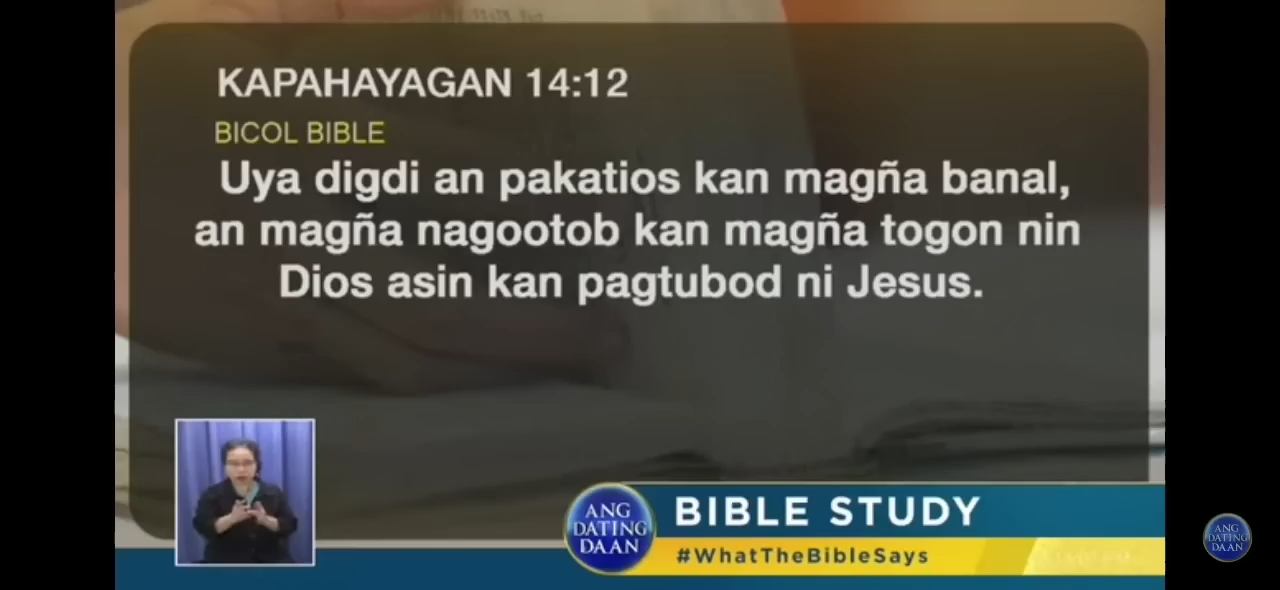 KAPAHAYAGAN 14:12
BICOL BIBLE
Uya digdi an pakatios kan magña banal,
an magña nagootob kan magña togon nin
Dios asin kan pagtubod ni Jesus.
ANG
DATING
DAAN
BIBLE STUDY
#WhatTheBibleSays
ANG
DATING
DAAN